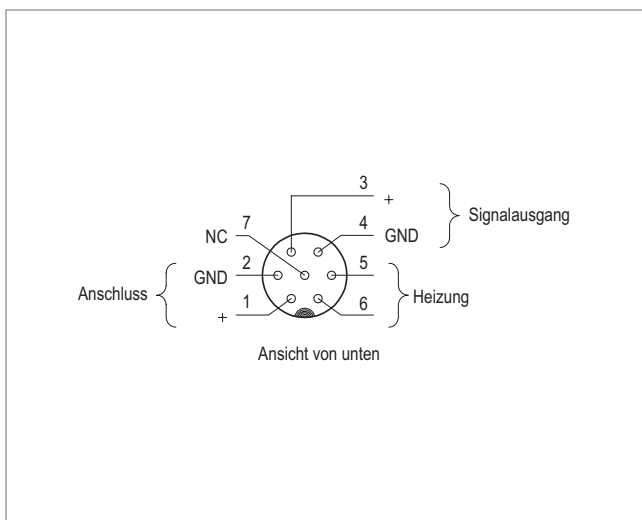 3
+
Signalausgang
4
GND
NC
7
GND
2
5
Anschluss
Heizung
+
1
6
Ansicht von unten